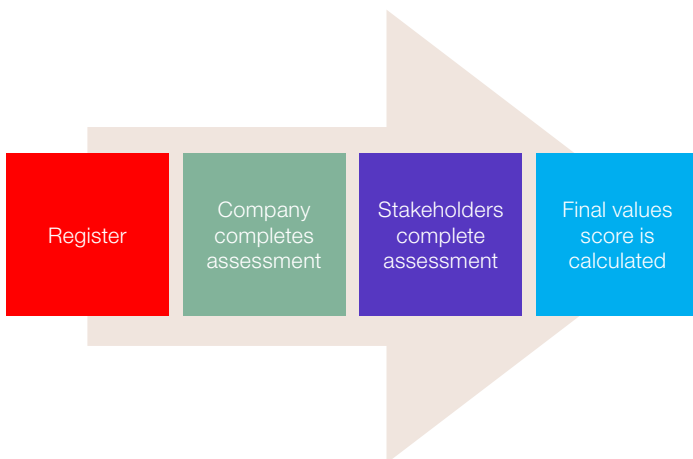 Register
Company
completes
assessment
Stakeholders
complete
assessment
Final values
score is
calculated